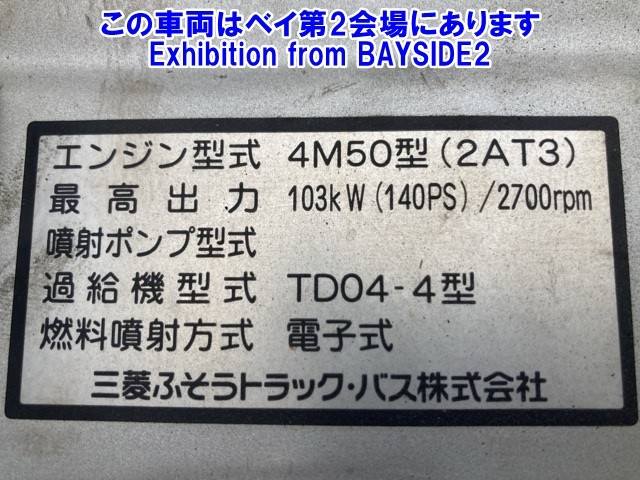 この車両はベイ第2会場にあります
Exhibition from BAYSIDE2
エンジン型式 4M50型(2AT3)
最高出力 103kW(140PS)/2700rpm
噴射ポンプ型式
過給機型式 TD04-4型
燃料噴射方式 電子式
三菱ふそうトラック・バス株式会社